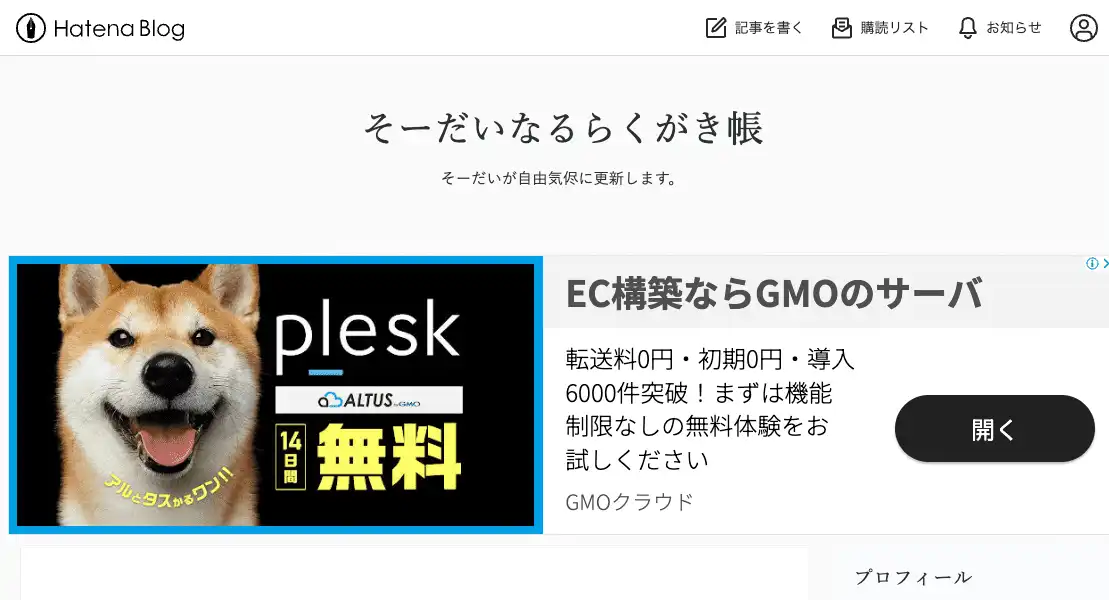 Hatena Blog
記事を書く
購読リスト
お知らせ
そーだいなるらくがき帳
そーだいが自由気侭に更新します。
plesk
ALTUS by GMO
14日間
無料
アルとタスかるワン!!
EC構築ならGMOのサーバ
転送料0円・初期0円・導入
6000件突破！まずは機能
制限なしの無料体験をお
試しください
GMOクラウド
開く
プロフィール